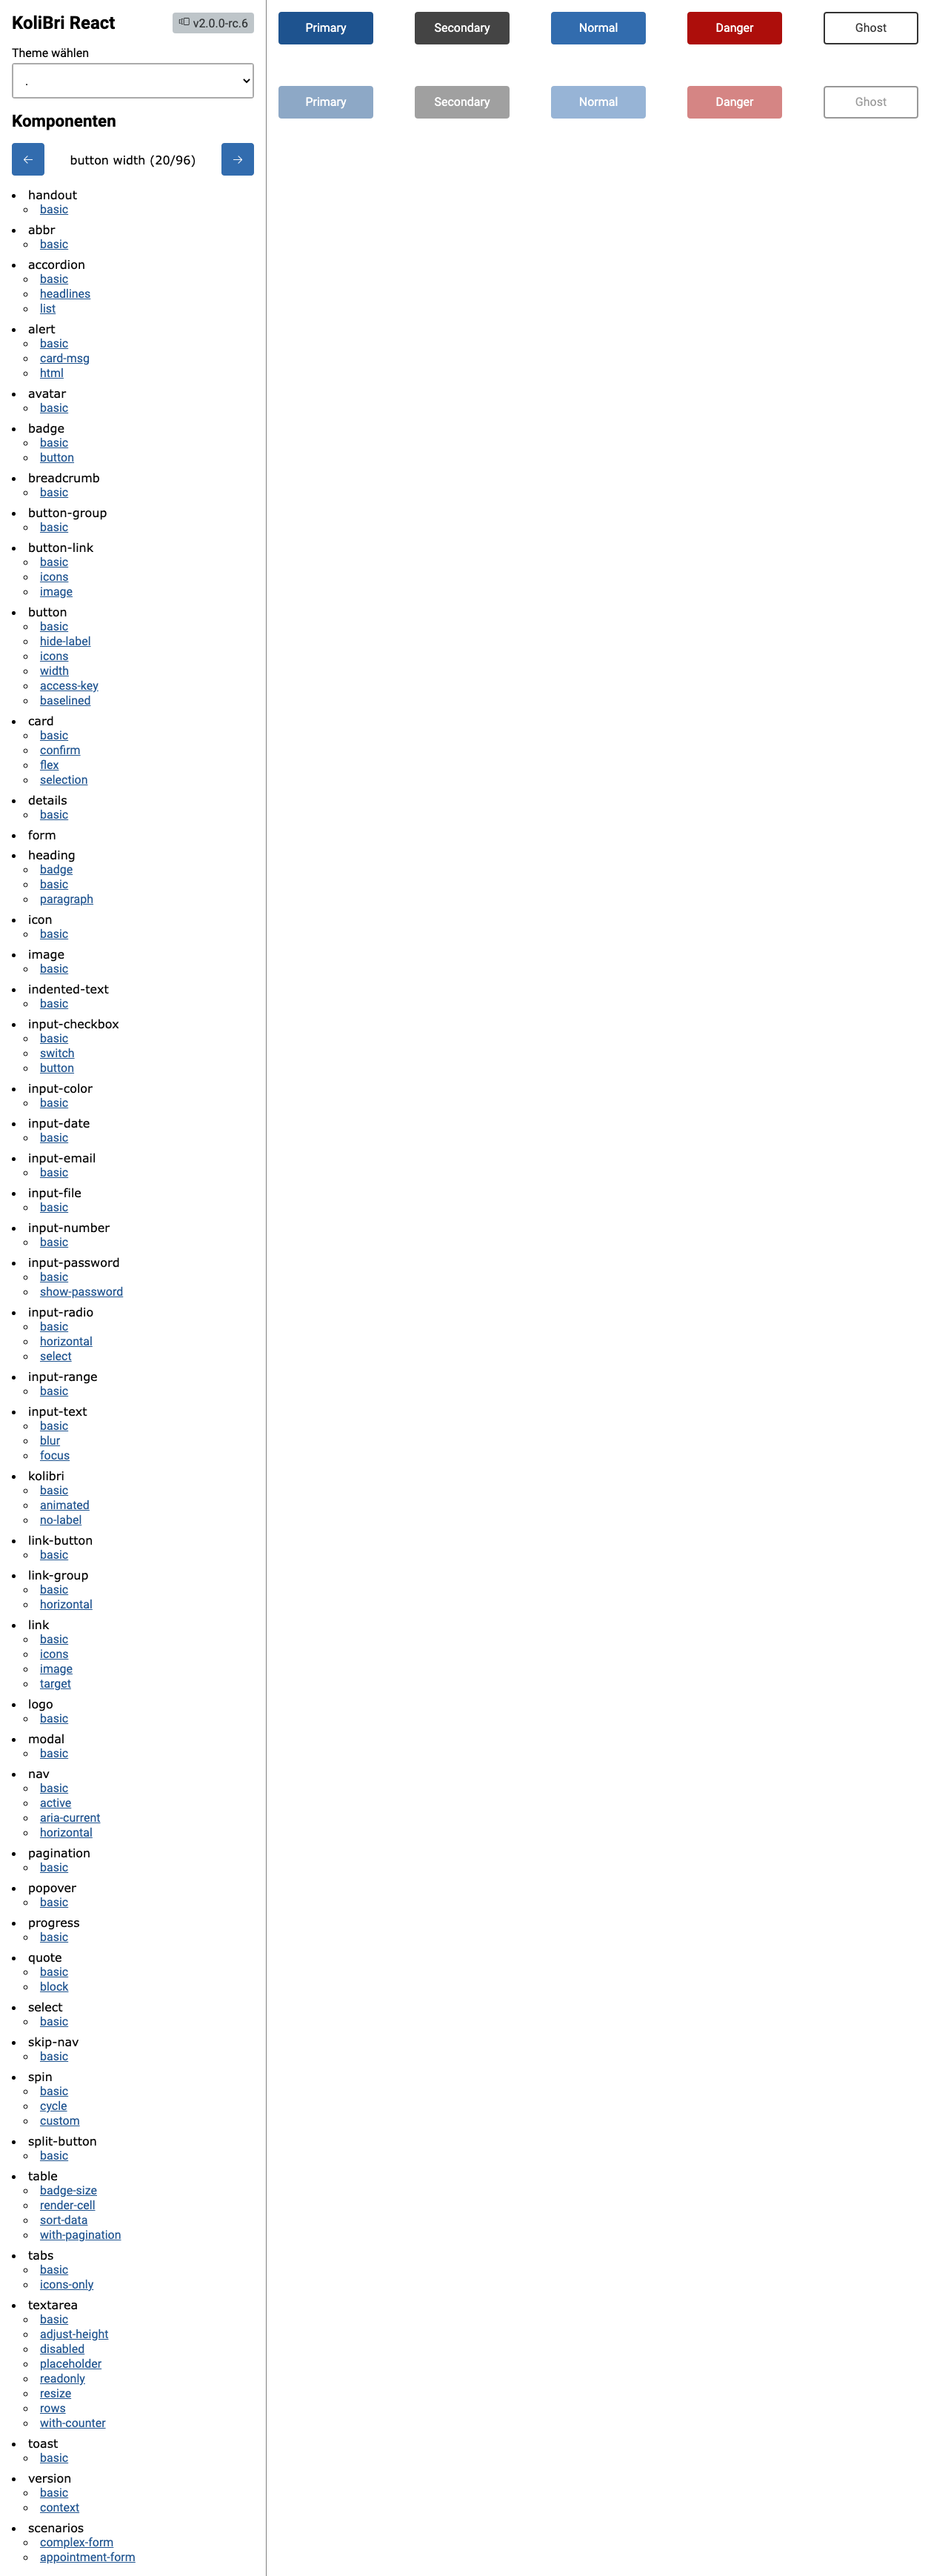 KoliBri React
v2.0.0-rc.6
Theme wählen
.
Komponenten
button width (20/96)
handout
basic
abbr
basic
accordion
basic
headlines
list
alert
basic
card-msg
html
avatar
basic
badge
basic
button
breadcrumb
basic
button-group
basic
button-link
basic
icons
image
button
basic
hide-label
icons
width
access-key
baselined
card
basic
confirm
flex
selection
details
basic
form
heading
badge
basic
paragraph
icon
basic
image
basic
indented-text
basic
input-checkbox
basic
switch
button
input-color
basic
input-date
basic
input-email
basic
input-file
basic
input-number
basic
input-password
basic
show-password
input-radio
basic
horizontal
select
input-range
basic
input-text
basic
blur
focus
kolibri
basic
animated
no-label
link-button
basic
link-group
basic
horizontal
link
basic
icons
image
target
logo
basic
modal
basic
nav
basic
active
aria-current
horizontal
pagination
basic
popover
basic
progress
basic
quote
basic
block
select
basic
skip-nav
basic
spin
basic
cycle
custom
split-button
basic
table
badge-size
render-cell
sort-data
with-pagination
tabs
basic
icons-only
textarea
basic
adjust-height
disabled
placeholder
readonly
resize
rows
with-counter
toast
basic
version
basic
context
scenarios
complex-form
appointment-form
Primary Secondary Normal Danger Ghost
Primary Secondary Normal Danger Ghost